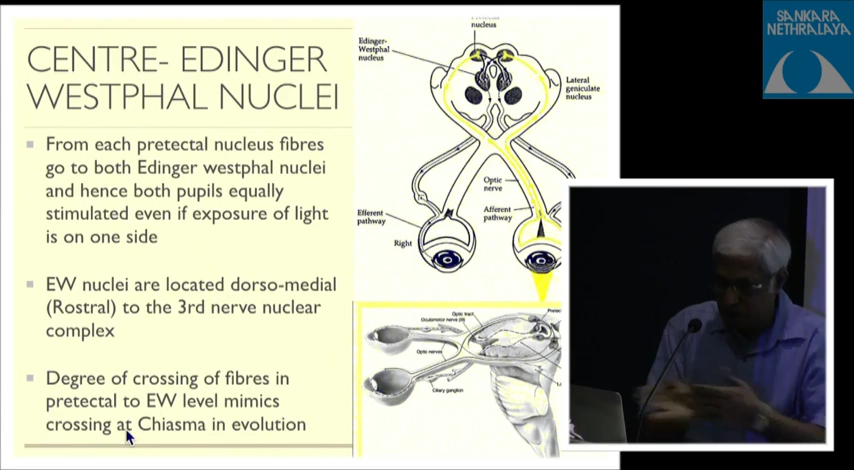 SANKARA
NETHRALAYA
CENTRE- EDINGER
WESTPHAL NUCLEI
From each pretectal nucleus fibres
go to both Edinger westphal nuclei
and hence both pupils equally
stimulated even if exposure of light
is on one side
EW nuclei are located dorso-medial
(Rostral) to the 3rd nerve nuclear
complex
Degree of crossing of fibres in
pretectal to EW level mimics
crossing at Chiasma in evolution
nucleus
Edinger-
Westphal
nucleus
Lateral
geniculate
nucleus
Optic
nerve
Efferent
pathway
Afferent
pathway
Right
Optic tract
Oculomotor nerve (III)
Optic nerves
Ciliary ganglion